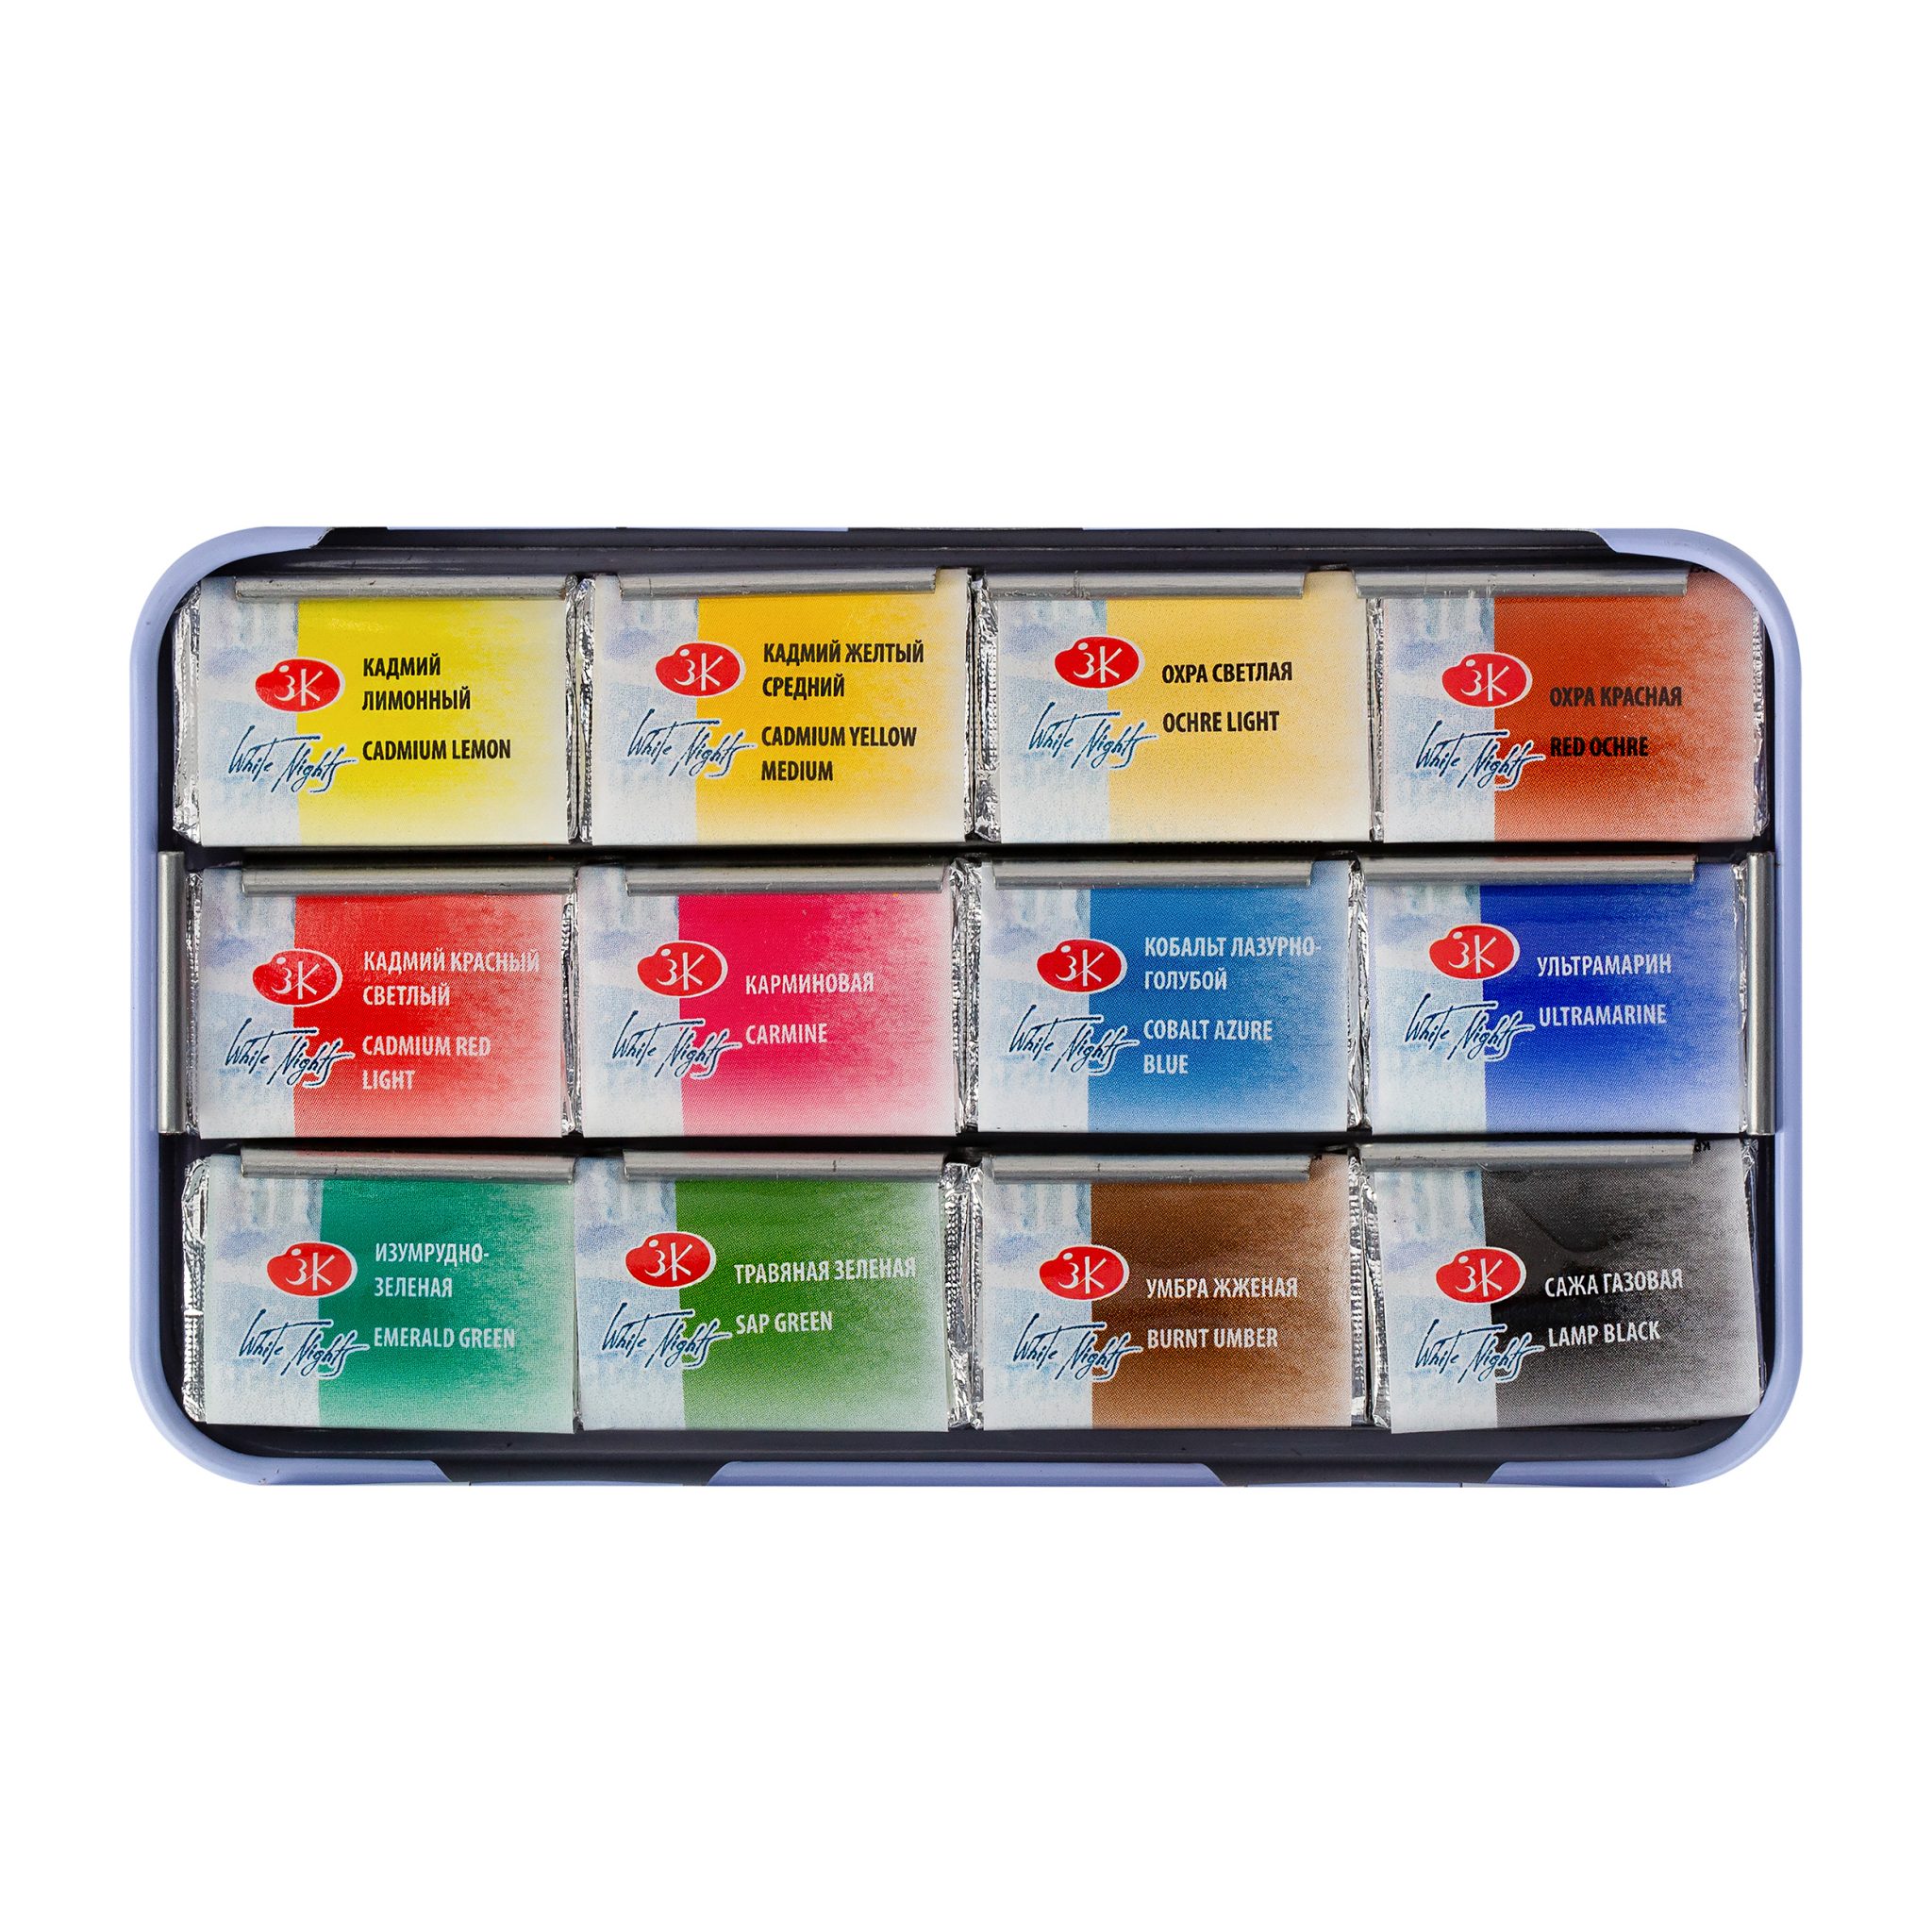 ЗК
КАДМИЙ
ЛИМОННЫЙ
White Nights
CADMIUM LEMON
ЗК
КАДМИЙ ЖЕЛТЫЙ
СРЕДНИЙ
White Nights
CADMIUM YELLOW
MEDIUM
ЗК
ОХРА СВЕТЛАЯ
White Nights
OCHRE LIGHT
ЗК
ОХРА КРАСНАЯ
White Nights
RED OCHRE
ЗК
КАДМИЙ КРАСНЫЙ
СВЕТЛЫЙ
White Nights
CADMIUM RED
LIGHT
ЗК
КАРМИНОВАЯ
White Nights
CARMINE
ЗК
КОБАЛЬТ ЛАЗУРНО-
ГОЛУБОЙ
White Nights
COBALT AZURE
BLUE
ЗК
УЛЬТРАМАРИН
White Nights
ULTRAMARINE
ЗК
ИЗУМРУДНО-
ЗЕЛЕНАЯ
White Nights
EMERALD GREEN
ЗК
ТРАВЯНАЯ ЗЕЛЕНАЯ
White Nights
SAP GREEN
ЗК
УМБРА ЖЖЕНАЯ
White Nights
BURNT UMBER
ЗК
САЖА ГАЗОВАЯ
White Nights
LAMP BLACK